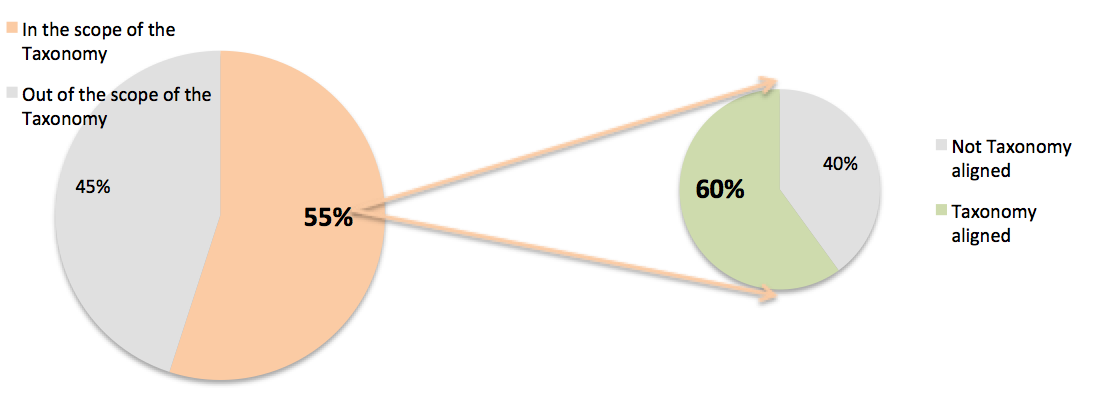 In the scope of the
Taxonomy
Out of the scope of the
Taxonomy
45%
55%
60%
40%
Not Taxonomy
aligned
Taxonomy
aligned